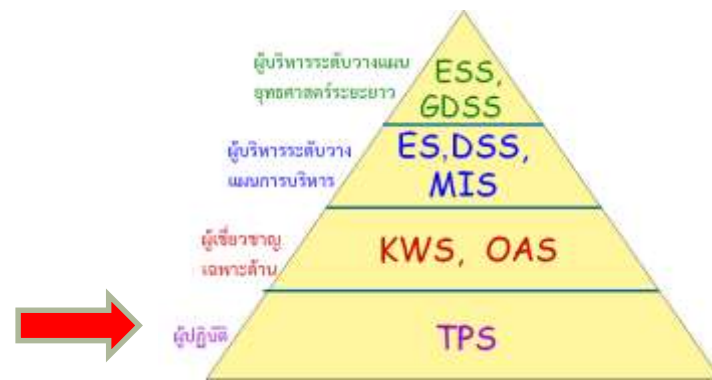 ผู้บริหารระดับวางแผน
ยุทธศาสตร์ระยะยาว
ESS,
GDSS
ผู้บริหารระดับวาง
แผนการบริหาร
ES,DSS,
MIS
ผู้เชี่ยวชาญ
เฉพาะด้าน
KWS, OAS
ผู้ปฏิบัติ
TPS